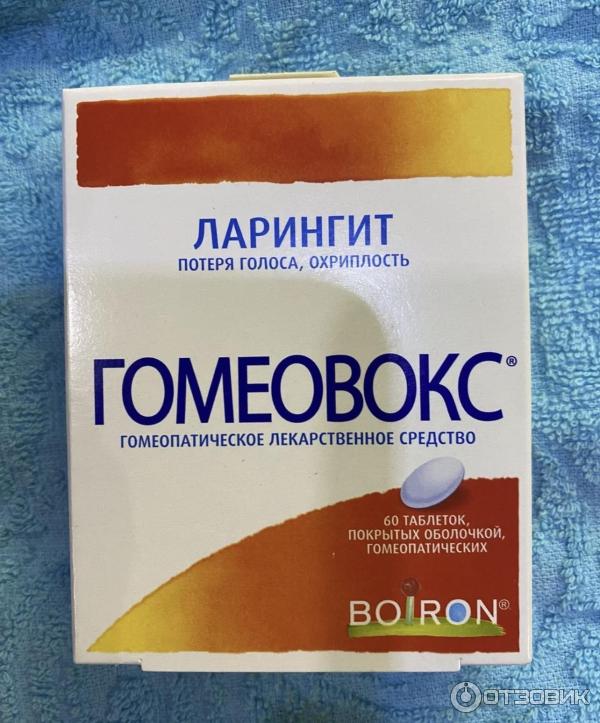 ЛАРИНГИТ
ПОТЕРЯ ГОЛОСА, ОХРИПЛОСТЬ
ГОМЕОВОКС®
ГОМЕОПАТИЧЕСКОЕ ЛЕКАРСТВЕННОЕ СРЕДСТВО
60 ТАБЛЕТОК,
ПОКРЫТЫХ ОБОЛОЧКОЙ,
ГОМЕОПАТИЧЕСКИХ
BOIRON®
ОТЗОВИК